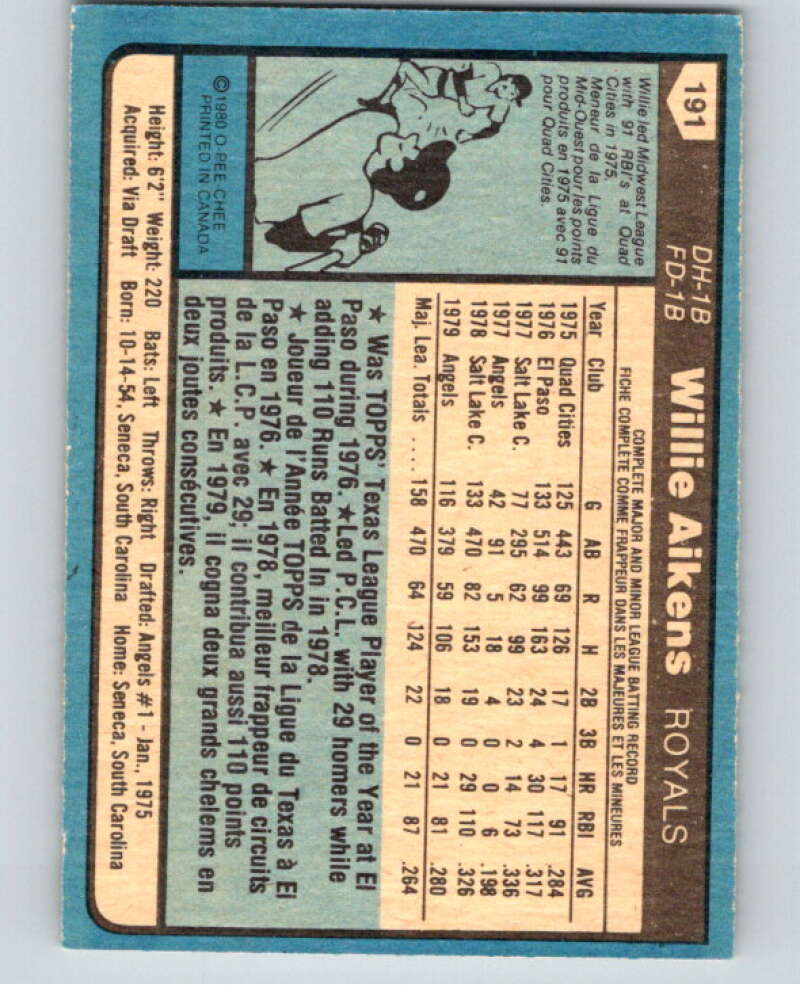 191
DH-1B
FD-1B
Willie Aikens ROYALS
Willie led Midwest League
with 91 RBI's at Quad
Cities in 1975.
Meneur de la Ligue du
Mid-Ouest pour les points
produits en 1975 avec 91
pour Quad Cities.
©1980 O-PEE-CHEE
PRINTED IN CANADA
COMPLETE MAJOR AND MINOR LEAGUE BATTING RECORD
FICHE COMPLÈTE COMME FRAPPEUR DANS LES MAJEURES ET LES MINEURES
Year Club G AB R H 2B 3B HR RBI AVG
1975 Quad Cities 125 443 69 126 17 1 17 91 .284
1976 El Paso 133 514 99 163 24 4 30 117 .317
1977 Salt Lake C. 77 295 62 99 23 2 14 73 .336
1977 Angels 42 91 5 18 4 0 0 6 .198
1978 Salt Lake C. 133 470 82 153 19 0 29 110 .326
1979 Angels 116 379 59 106 18 0 21 81 .280
Maj. Lea. Totals .... 158 470 64 124 22 0 21 87 .264
★ Was TOPPS' Texas League Player of the Year at El
Paso during 1976. ★Led P.C.L. with 29 homers while
adding 110 Runs Batted In in 1978.
★ Joueur de l'Année TOPPS de la Ligue du Texas à El
Paso en 1976. ★ En 1978, meilleur frappeur de circuits
de la L.C.P. avec 29; il contribua aussi 110 points
produits. ★ En 1979, il cogna deux grands chelems en
deux joutes consécutives.
Height: 6'2" Weight: 220 Bats: Left Throws: Right Drafted: Angels #1 - Jan., 1975
Acquired: Via Draft Born: 10-14-54, Seneca, South Carolina Home: Seneca, South Carolina